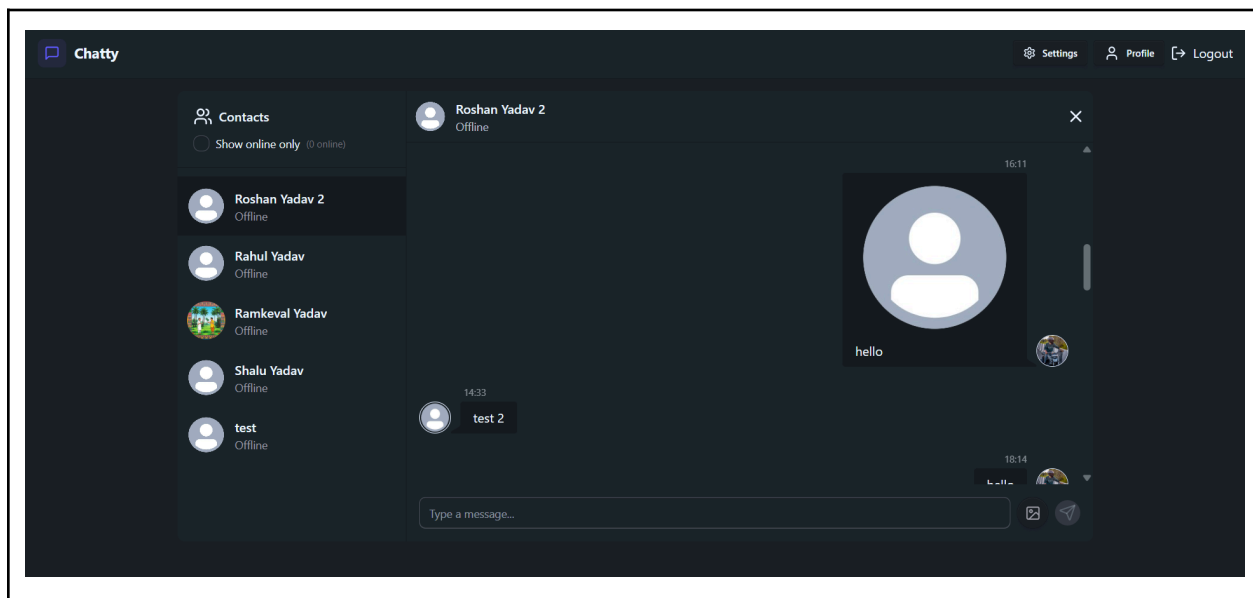 Chatty
Settings
Profile
Logout
Contacts
Show online only (0 online)
Roshan Yadav 2
Offline
Rahul Yadav
Offline
Ramkeval Yadav
Offline
Shalu Yadav
Offline
test
Offline
Roshan Yadav 2
Offline
16:11
hello
14:33
test 2
18:14
hello
Type a message...